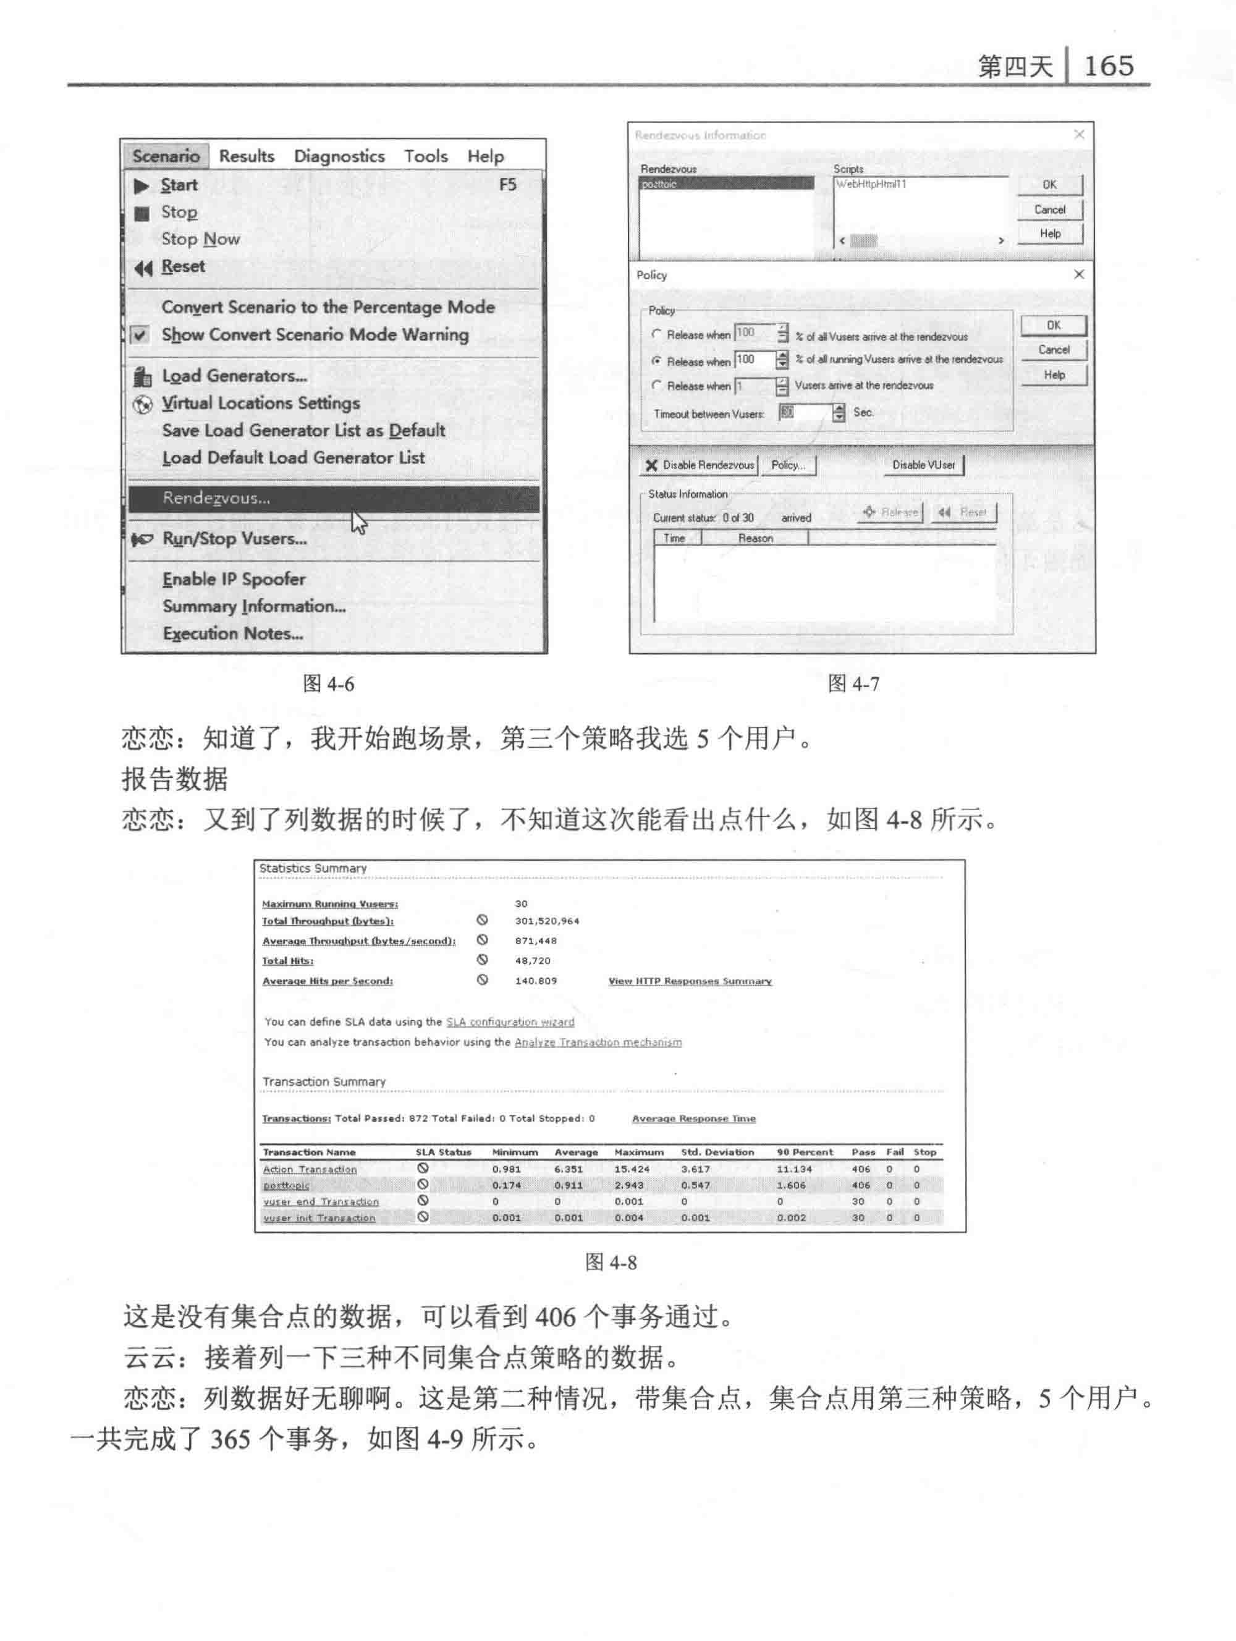 第四天 165
Scenario Results Diagnostics Tools Help
Start F5
Stop
Stop Now
Reset
Convert Scenario to the Percentage Mode
Show Convert Scenario Mode Warning
Load Generators...
Virtual Locations Settings
Save Load Generator List as Default
Load Default Load Generator List
Rendezvous...
Run/Stop Vusers...
Enable IP Spoofer
Summary Information...
Execution Notes...
图 4-6
Rendezvous Information
Rendezvous Scripts
posttopic WebHttpHtml11
OK
Cancel
Help
Policy
Policy
Release when 100 % of all Vusers arrive at the rendezvous
Release when 100 % of all running Vusers arrive at the rendezvous
Release when 1 Vusers arrive at the rendezvous
Timeout between Vusers: 30 Sec.
OK
Cancel
Help
Disable Rendezvous Policy... Disable VUser
Status Information
Current status: 0 of 30 arrived Release Reset
Time Reason
图 4-7
恋恋：知道了，我开始跑场景，第三个策略我选 5 个用户。
报告数据
恋恋：又到了列数据的时候了，不知道这次能看出点什么，如图 4-8 所示。
Statistics Summary
Maximum Running Vusers: 30
Total Throughput (bytes): 301,520,964
Average Throughput (bytes/second): 871,448
Total Hits: 48,720
Average Hits per Second: 140.809 View HTTP Responses Summary
You can define SLA data using the SLA configuration wizard
You can analyze transaction behavior using the Analyze Transaction mechanism
Transaction Summary
Transactions: Total Passed: 872 Total Failed: 0 Total Stopped: 0 Average Response Time
Transaction Name SLA Status Minimum Average Maximum Std. Deviation 90 Percent Pass Fail Stop
Action_Transaction 0.981 6.351 15.424 3.617 11.134 406 0 0
posttopic 0.174 0.911 2.943 0.547 1.606 406 0 0
vuser_end_Transaction 0 0 0.001 0 0 30 0 0
vuser_init_Transaction 0.001 0.001 0.004 0.001 0.002 30 0 0
图 4-8
这是没有集合点的数据，可以看到 406 个事务通过。
云云：接着列一下三种不同集合点策略的数据。
恋恋：列数据好无聊啊。这是第二种情况，带集合点，集合点用第三种策略，5 个用户。
一共完成了 365 个事务，如图 4-9 所示。